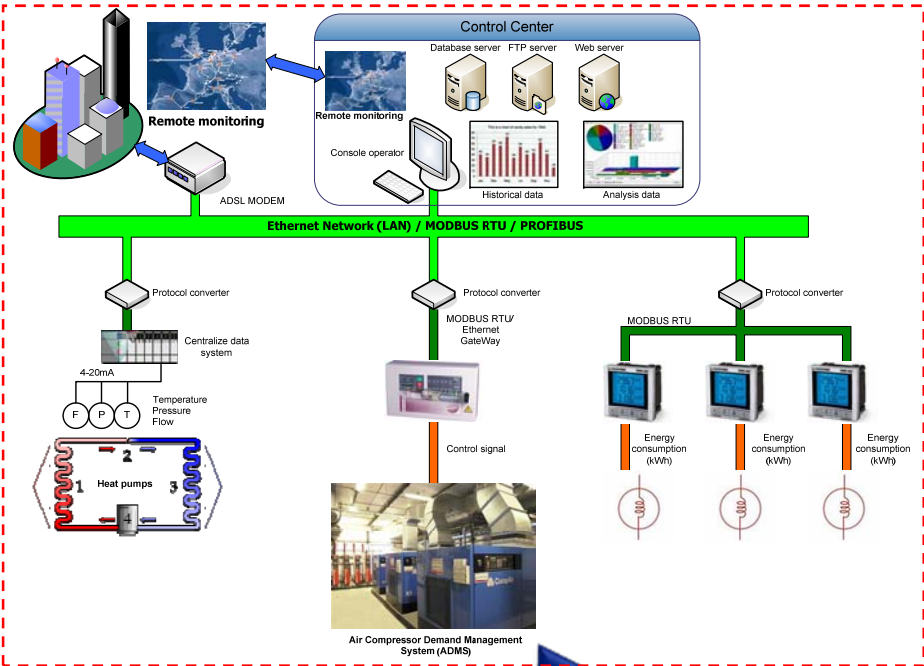 Control Center
Database server
FTP server
Web server
Remote monitoring
Remote monitoring
Console operator
Historical data
Analysis data
ADSL MODEM
Ethernet Network (LAN) / MODBUS RTU / PROFIBUS
Protocol converter
Protocol converter
Protocol converter
MODBUS RTU/
Ethernet
GateWay
MODBUS RTU
Centralize data
system
4-20mA
F P T
Temperature
Pressure
Flow
Control signal
Energy
consumption
(kWh)
Energy
consumption
(kWh)
Energy
consumption
(kWh)
2
1
Heat pumps
3
4
CompAir
Air Compressor Demand Management
System (ADMS)